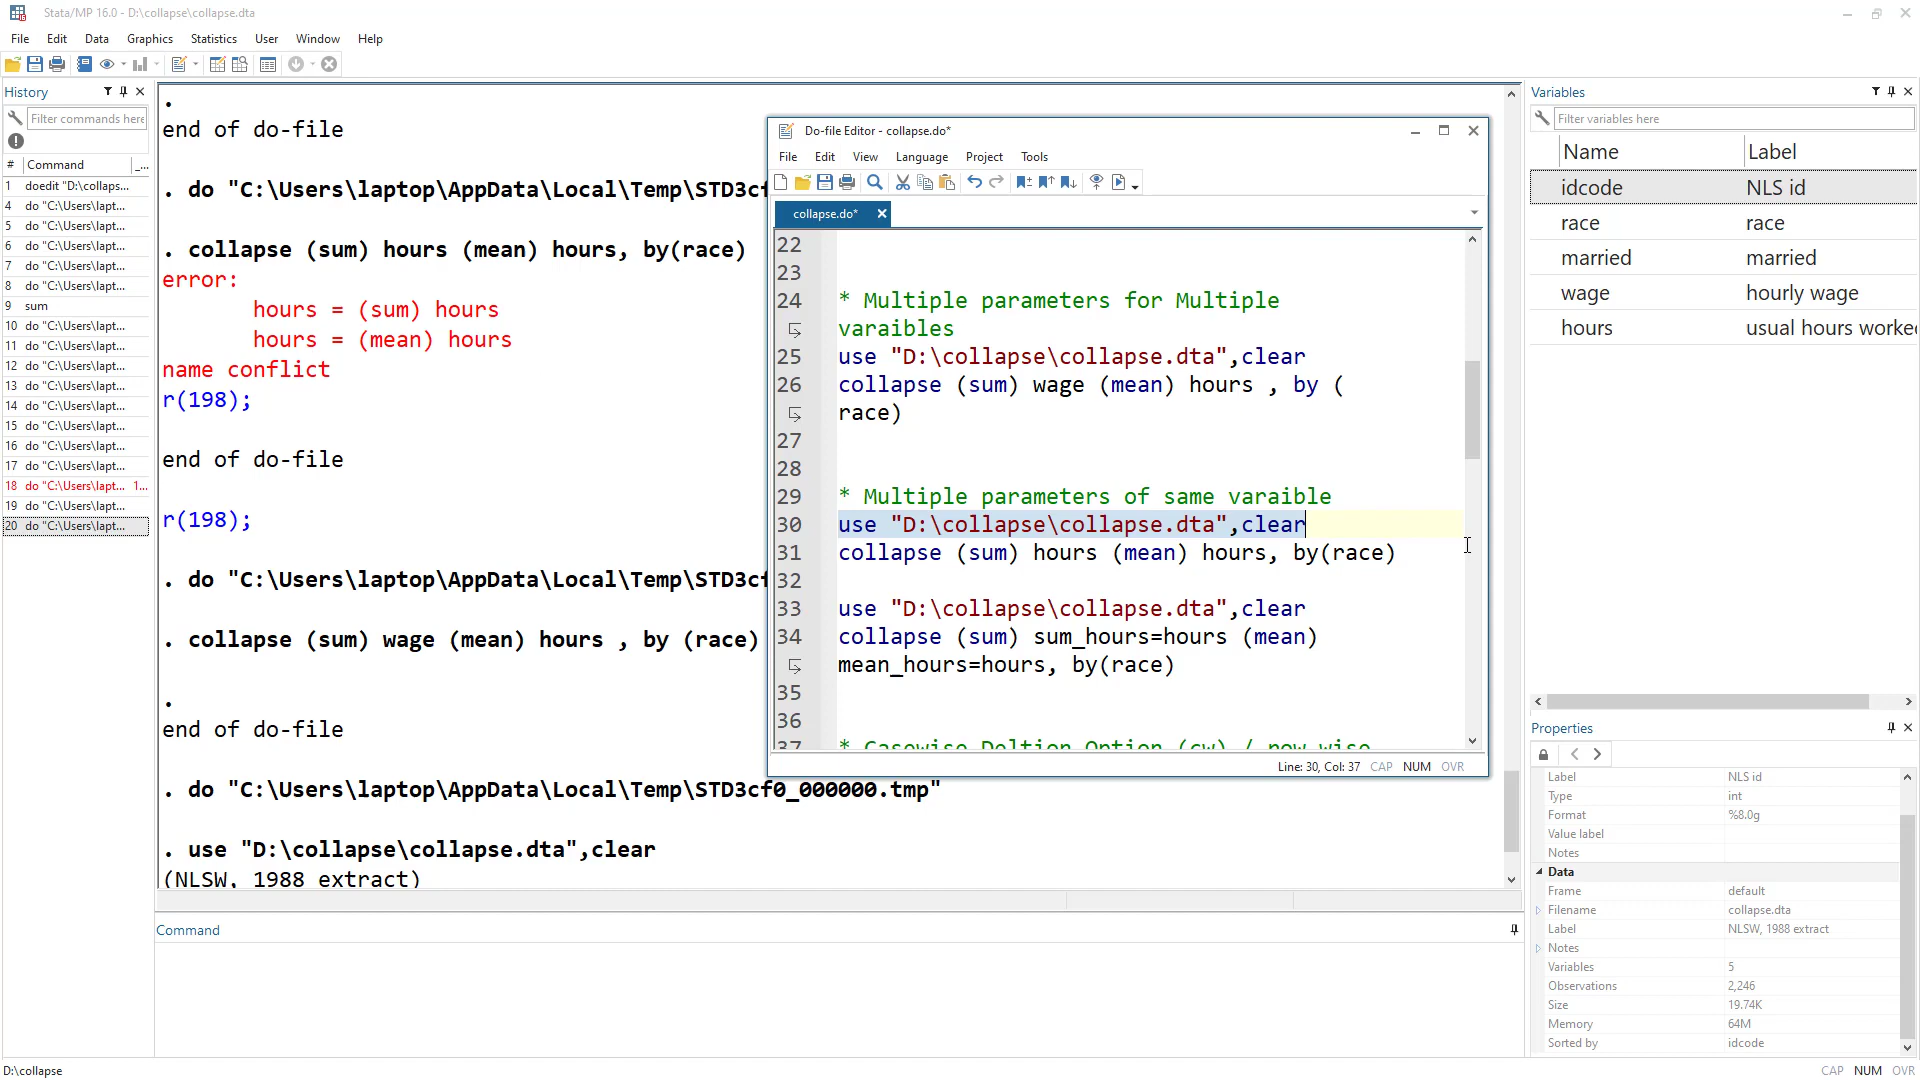 Stata/MP 16.0 - D:\collapse\collapse.dta
File Edit Data Graphics Statistics User Window Help
History
Filter commands here
# Command _...
1 doedit "D:\collaps...
4 do "C:\Users\lapt...
5 do "C:\Users\lapt...
6 do "C:\Users\lapt...
7 do "C:\Users\lapt...
8 do "C:\Users\lapt...
9 sum
10 do "C:\Users\lapt...
11 do "C:\Users\lapt...
12 do "C:\Users\lapt...
13 do "C:\Users\lapt...
14 do "C:\Users\lapt...
15 do "C:\Users\lapt...
16 do "C:\Users\lapt...
17 do "C:\Users\lapt...
18 do "C:\Users\lapt... 1...
19 do "C:\Users\lapt...
20 do "C:\Users\lapt...
.
end of do-file
. do "C:\Users\laptop\AppData\Local\Temp\STD3cf
. collapse (sum) hours (mean) hours, by(race)
error:
hours = (sum) hours
hours = (mean) hours
name conflict
r(198);
end of do-file
r(198);
. do "C:\Users\laptop\AppData\Local\Temp\STD3cf
. collapse (sum) wage (mean) hours , by (race)
.
end of do-file
. do "C:\Users\laptop\AppData\Local\Temp\STD3cf0_000000.tmp"
. use "D:\collapse\collapse.dta",clear
(NLSW, 1988 extract)
Command
Do-file Editor - collapse.do*
File Edit View Language Project Tools
collapse.do*
22
23
24 * Multiple parameters for Multiple
varaibles
25 use "D:\collapse\collapse.dta",clear
26 collapse (sum) wage (mean) hours , by (
race)
27
28
29 * Multiple parameters of same varaible
30 use "D:\collapse\collapse.dta",clear
31 collapse (sum) hours (mean) hours, by(race)
32
33 use "D:\collapse\collapse.dta",clear
34 collapse (sum) sum_hours=hours (mean)
mean_hours=hours, by(race)
35
36
37 * Casewise Deltion Option (cw) / row wise
Line: 30, Col: 37 CAP NUM OVR
Variables
Filter variables here
Name Label
idcode NLS id
race race
married married
wage hourly wage
hours usual hours worke
Properties
Label NLS id
Type int
Format %8.0g
Value label
Notes
Data
Frame default
Filename collapse.dta
Label NLSW, 1988 extract
Notes
Variables 5
Observations 2,246
Size 19.74K
Memory 64M
Sorted by idcode
D:\collapse
CAP NUM OVR